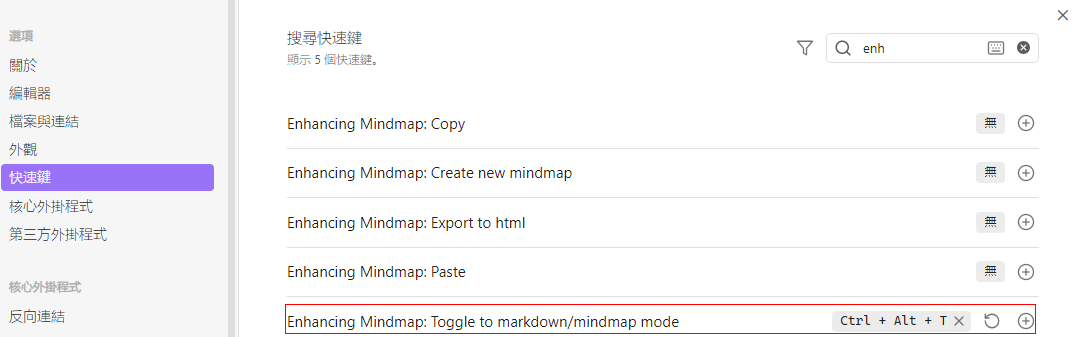 選項
關於
編輯器
檔案與連結
外觀
快速鍵
核心外掛程式
第三方外掛程式
核心外掛程式
反向連結
搜尋快速鍵
顯示 5 個快速鍵。
enh
Enhancing Mindmap: Copy 無
Enhancing Mindmap: Create new mindmap 無
Enhancing Mindmap: Export to html 無
Enhancing Mindmap: Paste 無
Enhancing Mindmap: Toggle to markdown/mindmap mode Ctrl + Alt + T